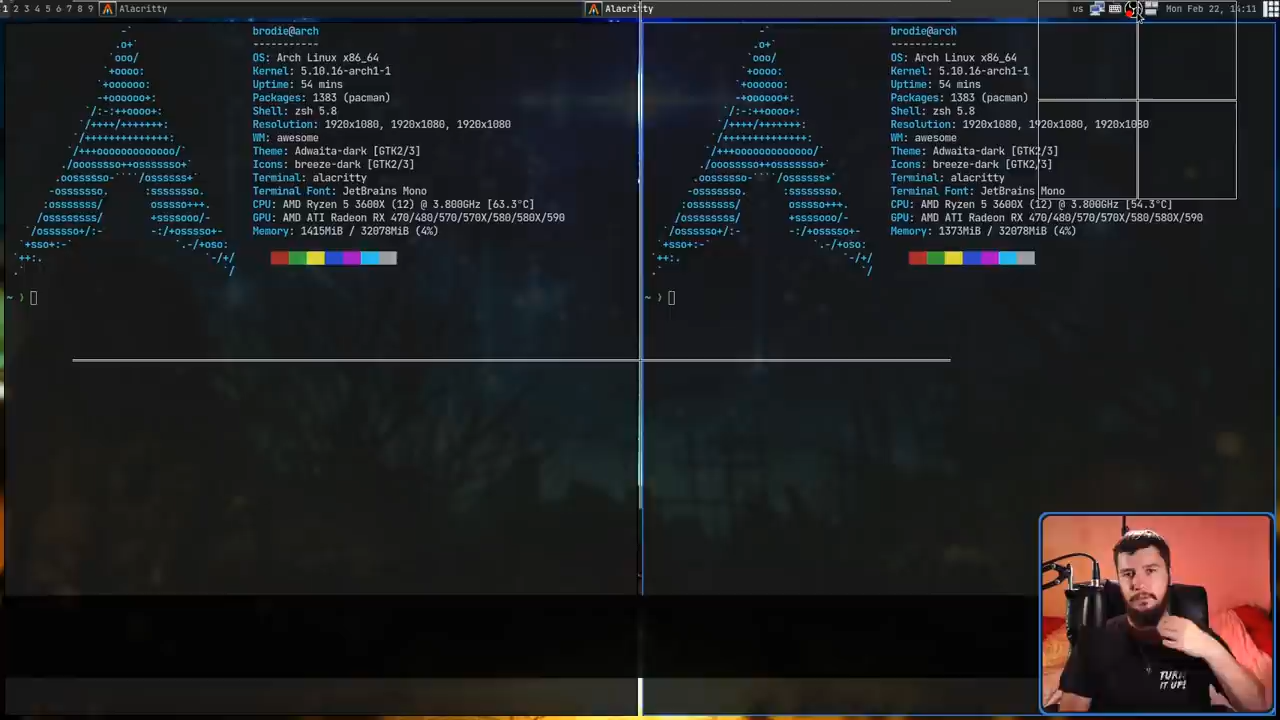 1 2 3 4 5 6 7 8 9 Alacritty Alacritty us Mon Feb 22, 14:11
brodie@arch
-----------
OS: Arch Linux x86_64
Kernel: 5.10.16-arch1-1
Uptime: 54 mins
Packages: 1383 (pacman)
Shell: zsh 5.8
Resolution: 1920x1080, 1920x1080, 1920x1080
WM: awesome
Theme: Adwaita-dark [GTK2/3]
Icons: breeze-dark [GTK2/3]
Terminal: alacritty
Terminal Font: JetBrains Mono
CPU: AMD Ryzen 5 3600X (12) @ 3.800GHz [63.3°C]
GPU: AMD ATI Radeon RX 470/480/570/570X/580/580X/590
Memory: 1415MiB / 32078MiB (4%)
~ ❯
brodie@arch
-----------
OS: Arch Linux x86_64
Kernel: 5.10.16-arch1-1
Uptime: 54 mins
Packages: 1383 (pacman)
Shell: zsh 5.8
Resolution: 1920x1080, 1920x1080, 1920x1080
WM: awesome
Theme: Adwaita-dark [GTK2/3]
Icons: breeze-dark [GTK2/3]
Terminal: alacritty
Terminal Font: JetBrains Mono
CPU: AMD Ryzen 5 3600X (12) @ 3.800GHz [54.3°C]
GPU: AMD ATI Radeon RX 470/480/570/570X/580/580X/590
Memory: 1373MiB / 32078MiB (4%)
~ ❯
TURN
IT UP!